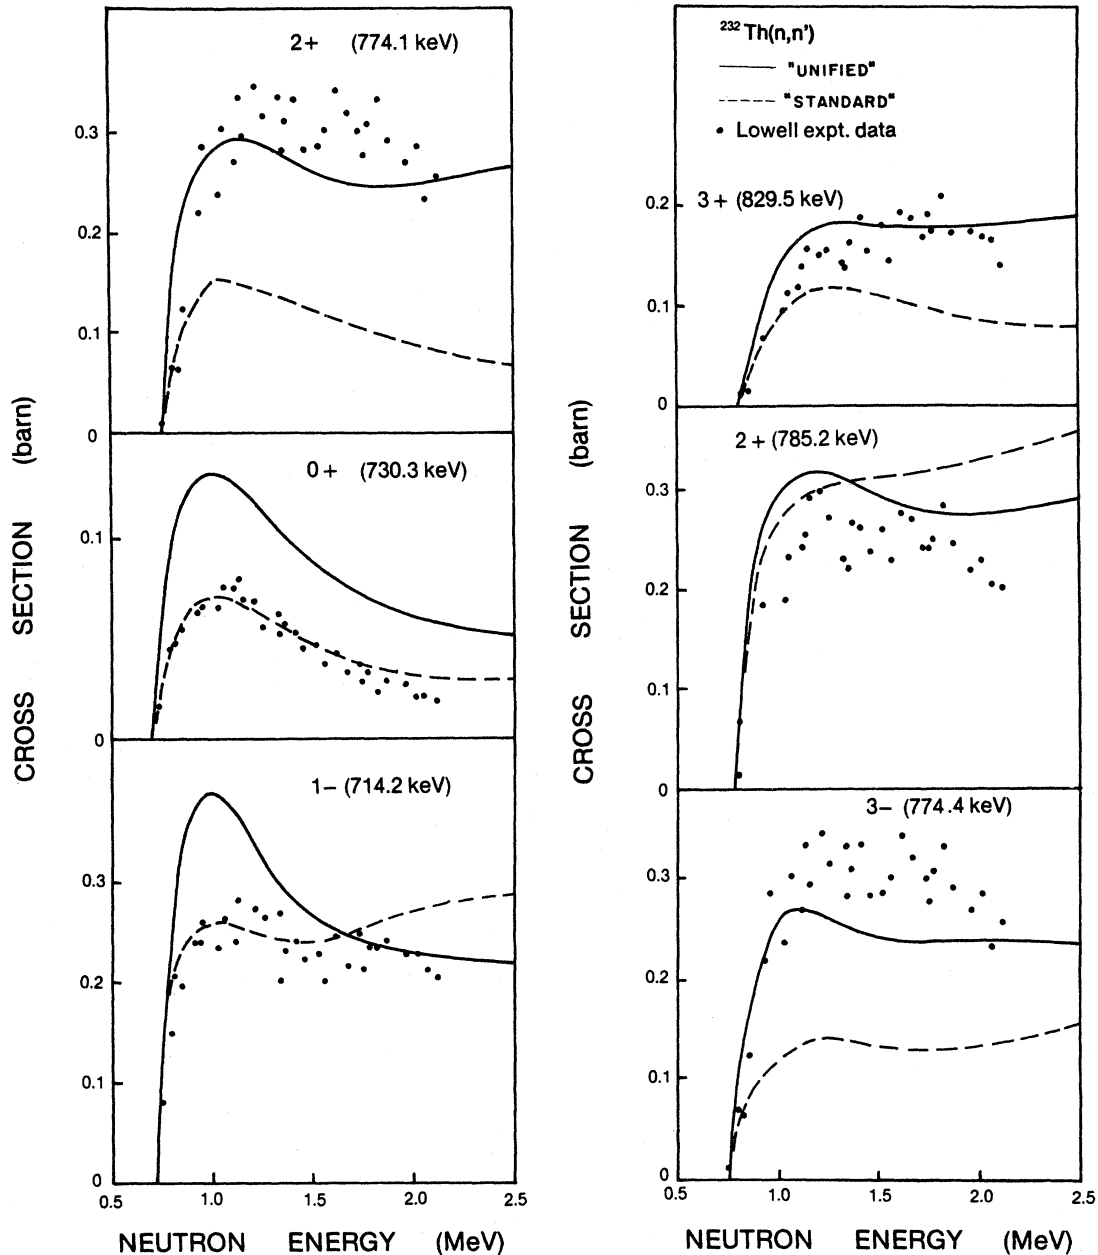 2+ (774.1 keV)
0.3
0.2
0.1
0
0+ (730.3 keV)
0.1
0
1− (714.2 keV)
0.3
0.2
0.1
0
0.5 1.0 1.5 2.0 2.5
NEUTRON ENERGY (MeV)
CROSS SECTION (barn)
²³²Th(n,n')
"UNIFIED"
"STANDARD"
Lowell expt. data
3+ (829.5 keV)
0.2
0.1
0
2+ (785.2 keV)
0.3
0.2
0.1
0
3− (774.4 keV)
0.3
0.2
0.1
0
0.5 1.0 1.5 2.0 2.5
NEUTRON ENERGY (MeV)
CROSS SECTION (barn)